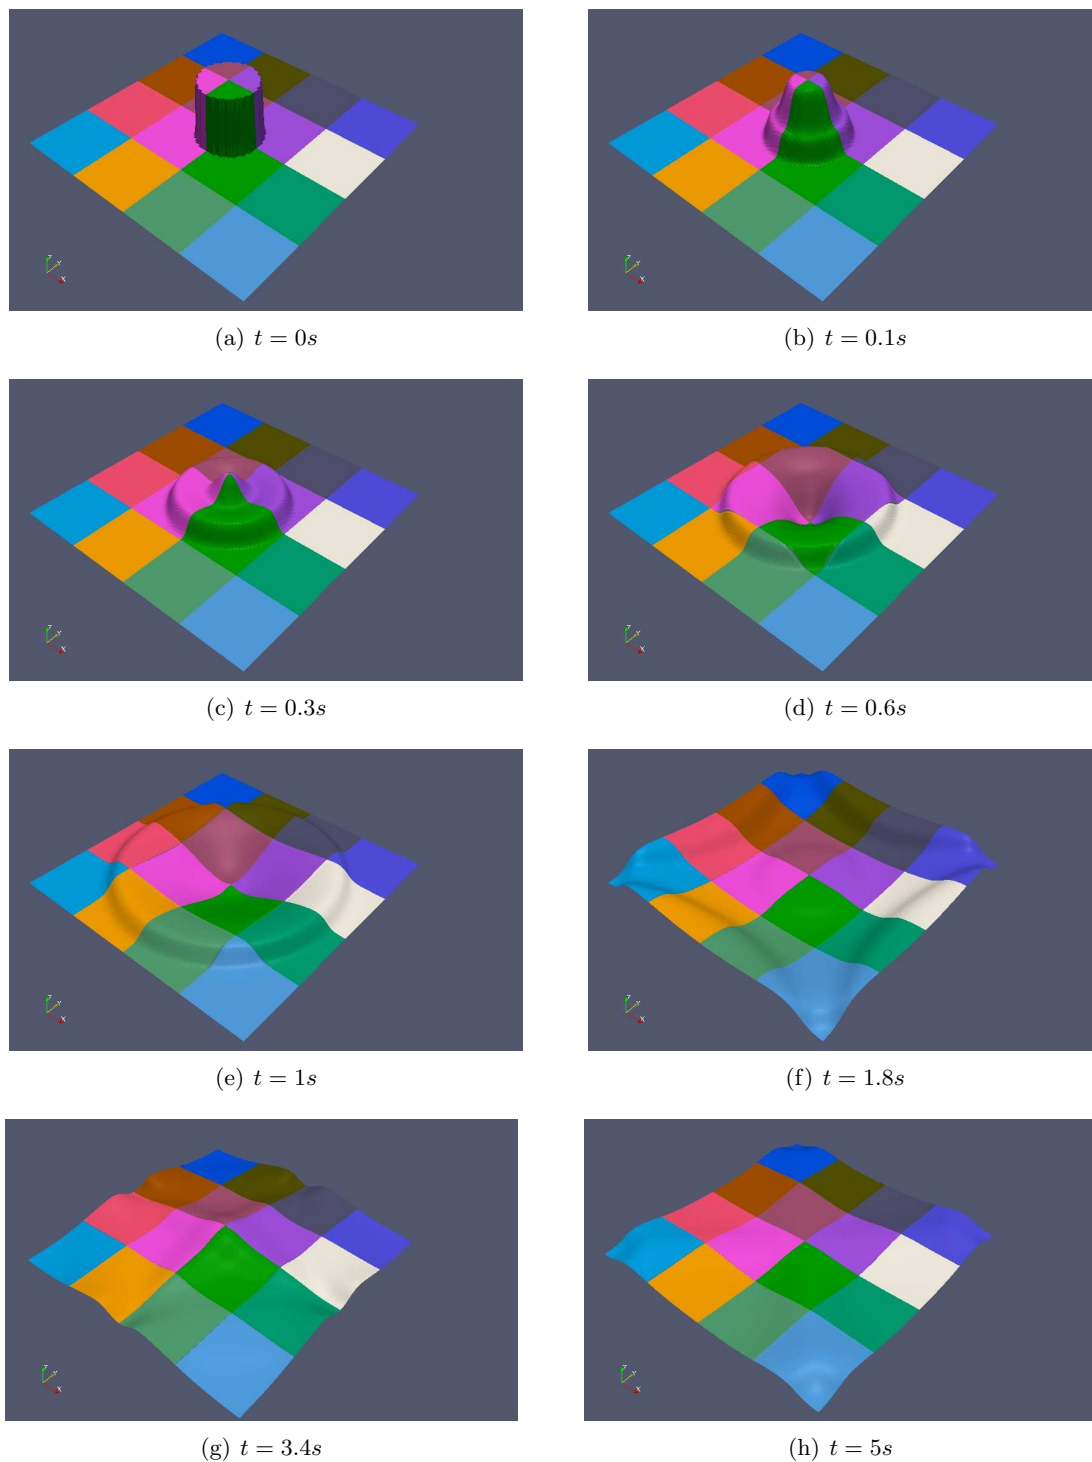 (a) t = 0s
(b) t = 0.1s
(c) t = 0.3s
(d) t = 0.6s
(e) t = 1s
(f) t = 1.8s
(g) t = 3.4s
(h) t = 5s